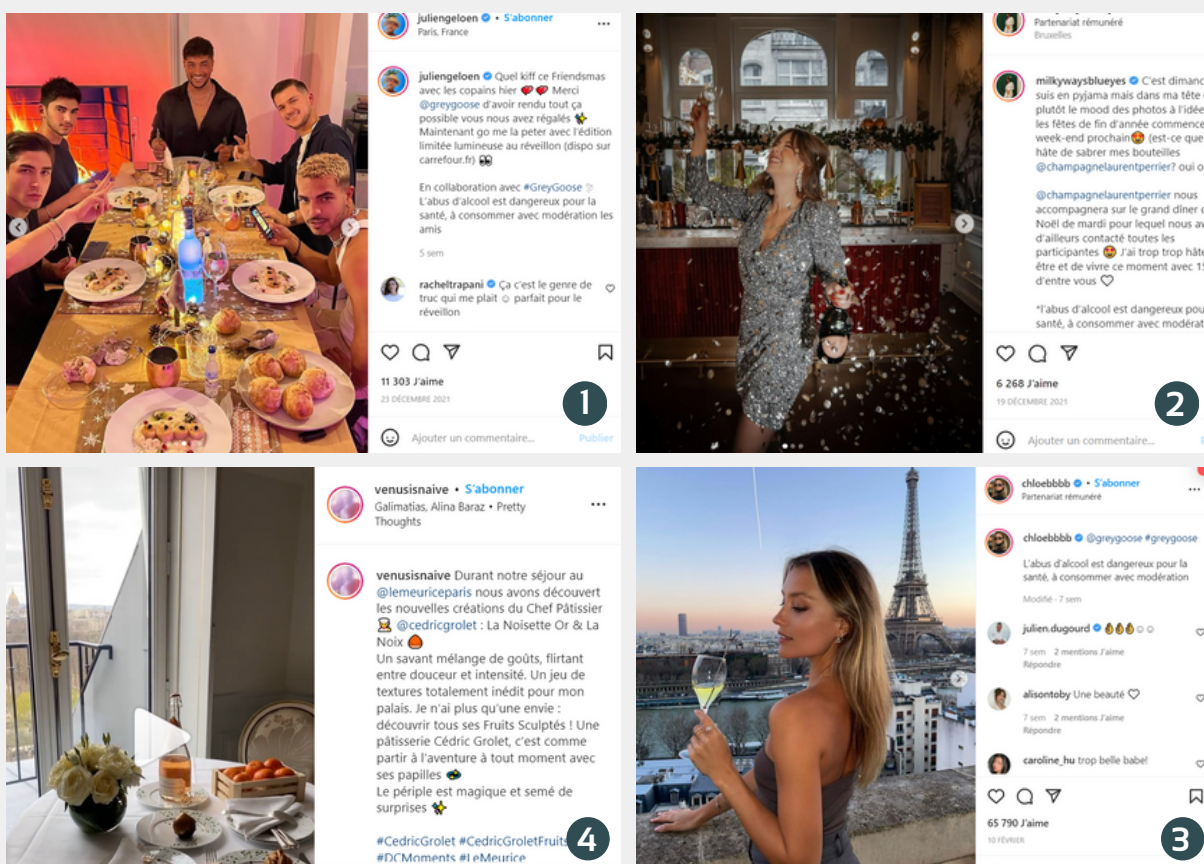 juliengeloen • S'abonner
Paris, France
juliengeloen Quel kiff ce Friendsmas
avec les copains hier Merci
@greygoose d'avoir rendu tout ça
possible vous nous avez régalés
Maintenant go me la peter avec l'édition
limitée lumineuse au réveillon (dispo sur
carrefour.fr)
En collaboration avec #GreyGoose
L'abus d'alcool est dangereux pour la
santé, à consommer avec modération les
amis
5 sem
racheltrapani Ça c'est le genre de
truc qui me plait ☺ parfait pour le
réveillon
11 303 J'aime
23 DÉCEMBRE 2021
Ajouter un commentaire...
Publier
1
Partenariat rémunéré
Bruxelles
milkywaysblueyes C'est dimanc
suis en pyjama mais dans ma tête
plutôt le mood des photos à l'idée
les fêtes de fin d'année commence
week-end prochain (est-ce que
hâte de sabrer mes bouteilles
@champagnelaurentperrier? oui o
@champagnelaurentperrier nous
accompagnera sur le grand dîner
Noël de mardi pour lequel nous av
d'ailleurs contacté toutes les
participantes J'ai trop trop hâte
être et de vivre ce moment avec 15
d'entre vous ♡
*l'abus d'alcool est dangereux pou
santé, à consommer avec modérat
6 268 J'aime
19 DÉCEMBRE 2021
Ajouter un commentaire...
2
venusisnaive • S'abonner
Galimatias, Alina Baraz • Pretty
Thoughts
venusisnaive Durant notre séjour au
@lemeuriceparis nous avons découvert
les nouvelles créations du Chef Pâtissier
@cedricgrolet : La Noisette Or & La
Noix
Un savant mélange de goûts, flirtant
entre douceur et intensité. Un jeu de
textures totalement inédit pour mon
palais. Je n'ai plus qu'une envie :
découvrir tous ses Fruits Sculptés ! Une
pâtisserie Cédric Grolet, c'est comme
partir à l'aventure à tout moment avec
ses papilles
Le périple est magique et semé de
surprises
#CedricGrolet #CedricGroletFruits
#DCMoments #LeMeurice
4
chloebbbb • S'abonner
Partenariat rémunéré
chloebbbb @greygoose #greygoose
L'abus d'alcool est dangereux pour la
santé, à consommer avec modération
Modifié · 7 sem
julien.dugourd ☺☺
7 sem 2 mentions J'aime
Répondre
alisontoby Une beauté ♡
7 sem 2 mentions J'aime
Répondre
caroline_hu trop belle babe!
65 790 J'aime
10 FÉVRIER
3